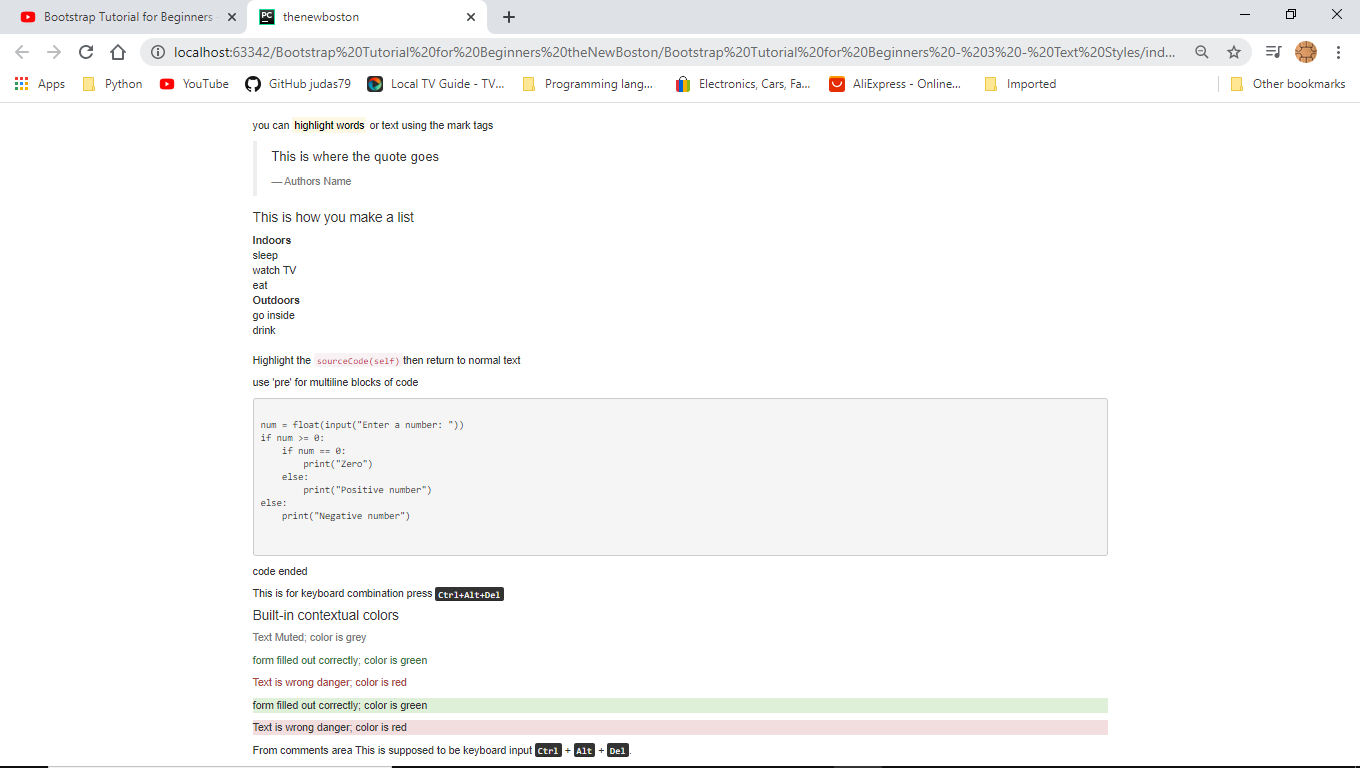 Bootstrap Tutorial for Beginners
PC thenewboston
localhost:63342/Bootstrap%20Tutorial%20for%20Beginners%20theNewBoston/Bootstrap%20Tutorial%20for%20Beginners%20-%203%20-%20Text%20Styles/ind...
Apps Python YouTube GitHub judas79 Local TV Guide - TV... Programming lang... Electronics, Cars, Fa... AliExpress - Online... Imported Other bookmarks
you can highlight words or text using the mark tags
This is where the quote goes
— Authors Name
This is how you make a list
Indoors
sleep
watch TV
eat
Outdoors
go inside
drink
Highlight the sourceCode(self) then return to normal text
use 'pre' for multiline blocks of code
num = float(input("Enter a number: "))
if num >= 0:
    if num == 0:
        print("Zero")
    else:
        print("Positive number")
else:
    print("Negative number")
code ended
This is for keyboard combination press Ctrl+Alt+Del
Built-in contextual colors
Text Muted; color is grey
form filled out correctly; color is green
Text is wrong danger; color is red
form filled out correctly; color is green
Text is wrong danger; color is red
From comments area This is supposed to be keyboard input Ctrl + Alt + Del.